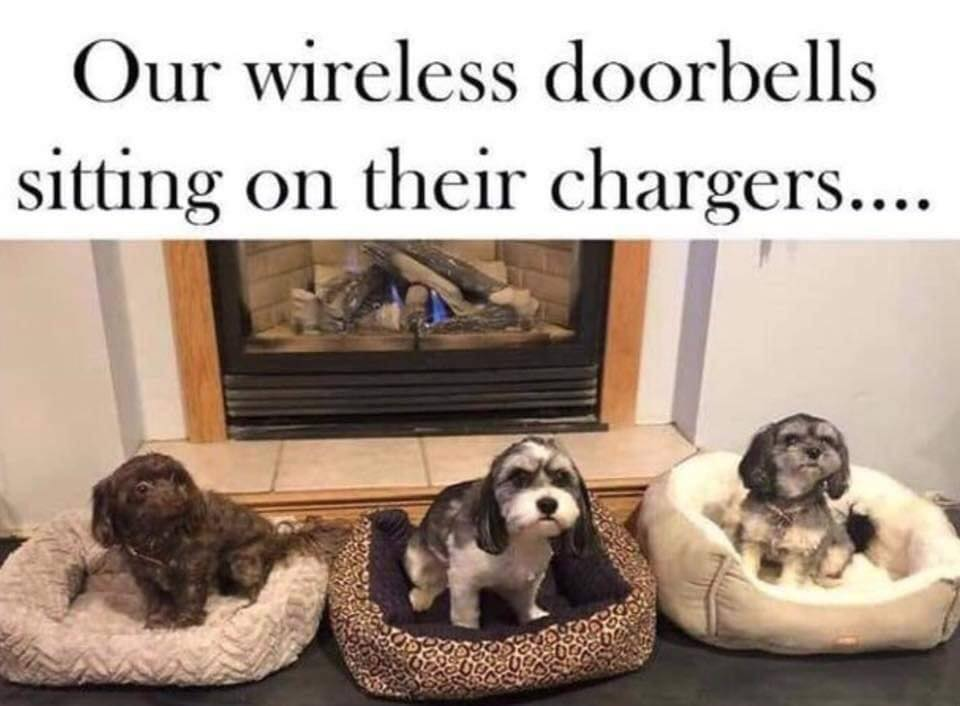 Our wireless doorbells
sitting on their chargers....